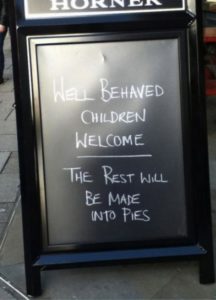 HORNER
WELL BEHAVED
CHILDREN
WELCOME
THE REST WILL
BE MADE
INTO PIES